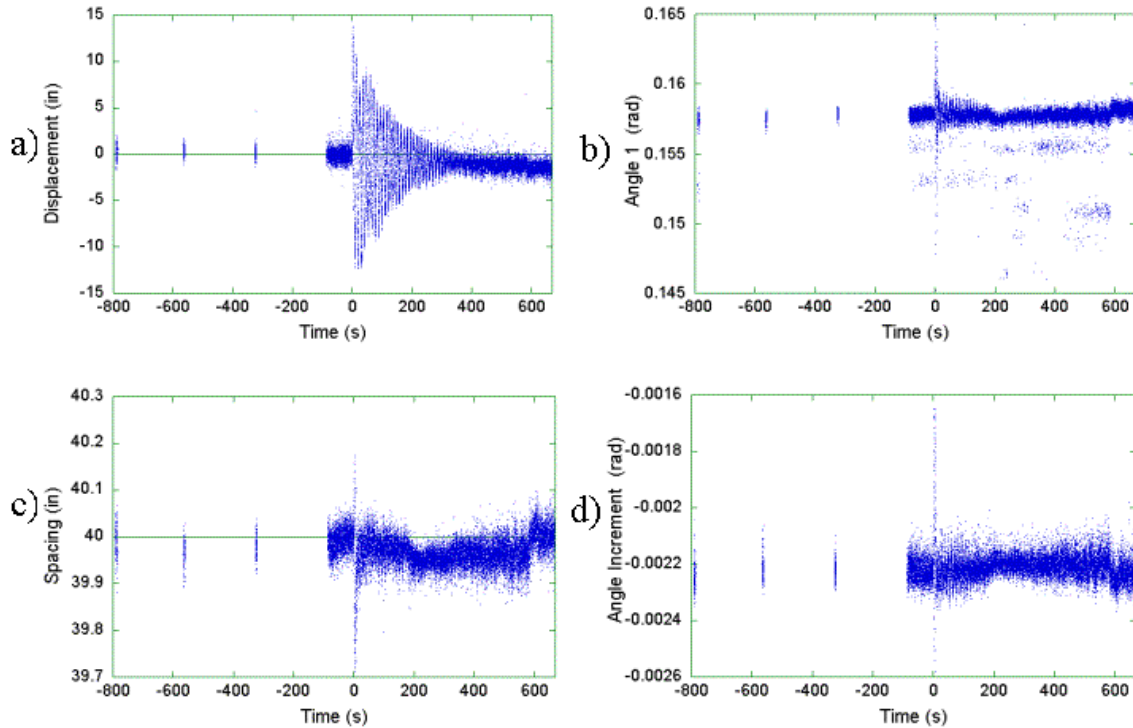 a)
Displacement (in)
15
10
5
0
-5
-10
-15
-800 -600 -400 -200 0 200 400 600
Time (s)
b)
Angle 1 (rad)
0.165
0.16
0.155
0.15
0.145
-800 -600 -400 -200 0 200 400 600
Time (s)
c)
Spacing (in)
40.3
40.2
40.1
40
39.9
39.8
39.7
-800 -600 -400 -200 0 200 400 600
Time (s)
d)
Angle Increment (rad)
-0.0016
-0.0018
-0.002
-0.0022
-0.0024
-0.0026
-800 -600 -400 -200 0 200 400 600
Time (s)